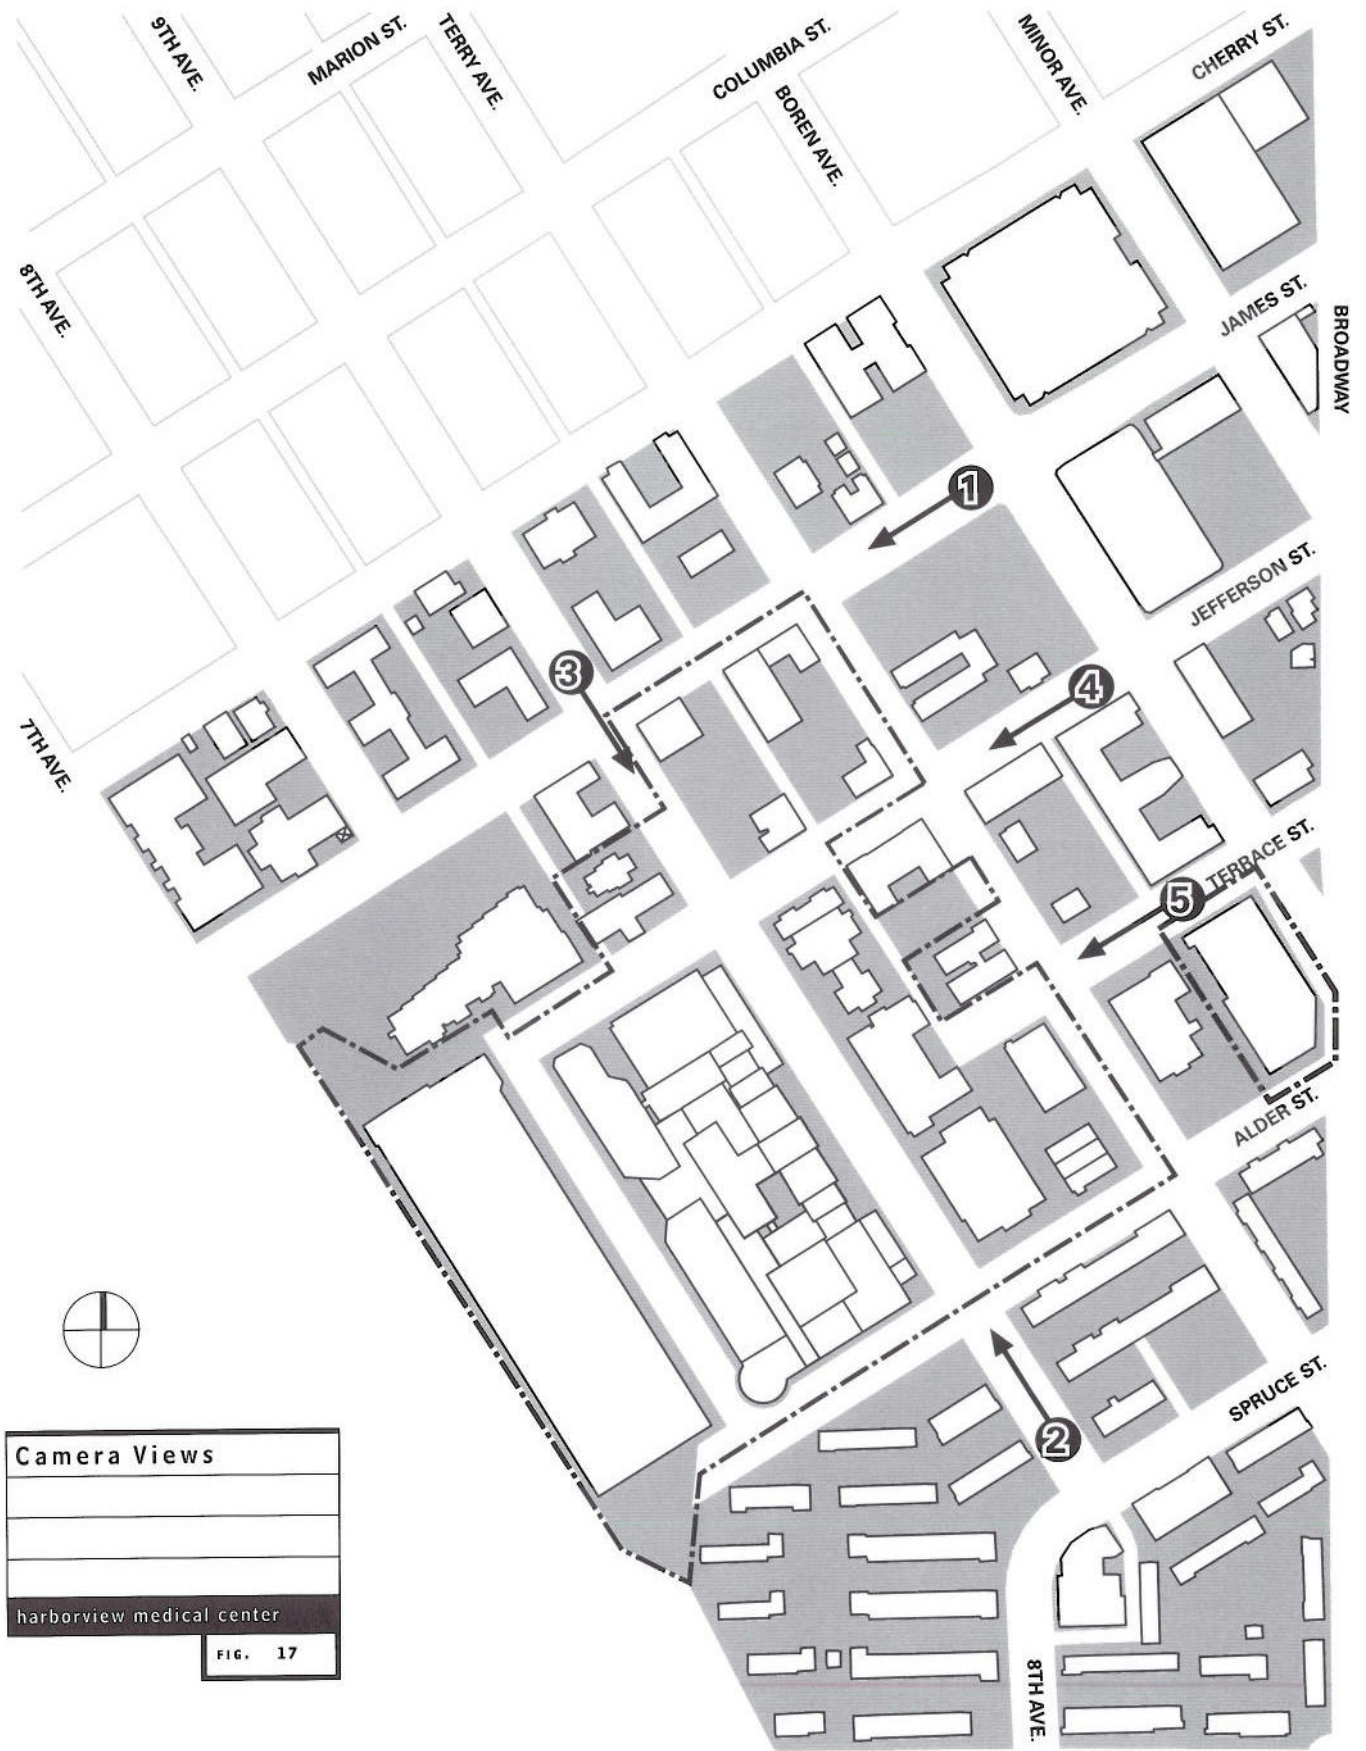 9TH AVE.
MARION ST.
TERRY AVE.
COLUMBIA ST.
BOREN AVE.
MINOR AVE.
CHERRY ST.
8TH AVE.
JAMES ST.
BROADWAY
1
JEFFERSON ST.
3
4
7TH AVE.
TERRACE ST.
5
ALDER ST.
SPRUCE ST.
2
Camera Views
harborview medical center
FIG. 17
8TH AVE.